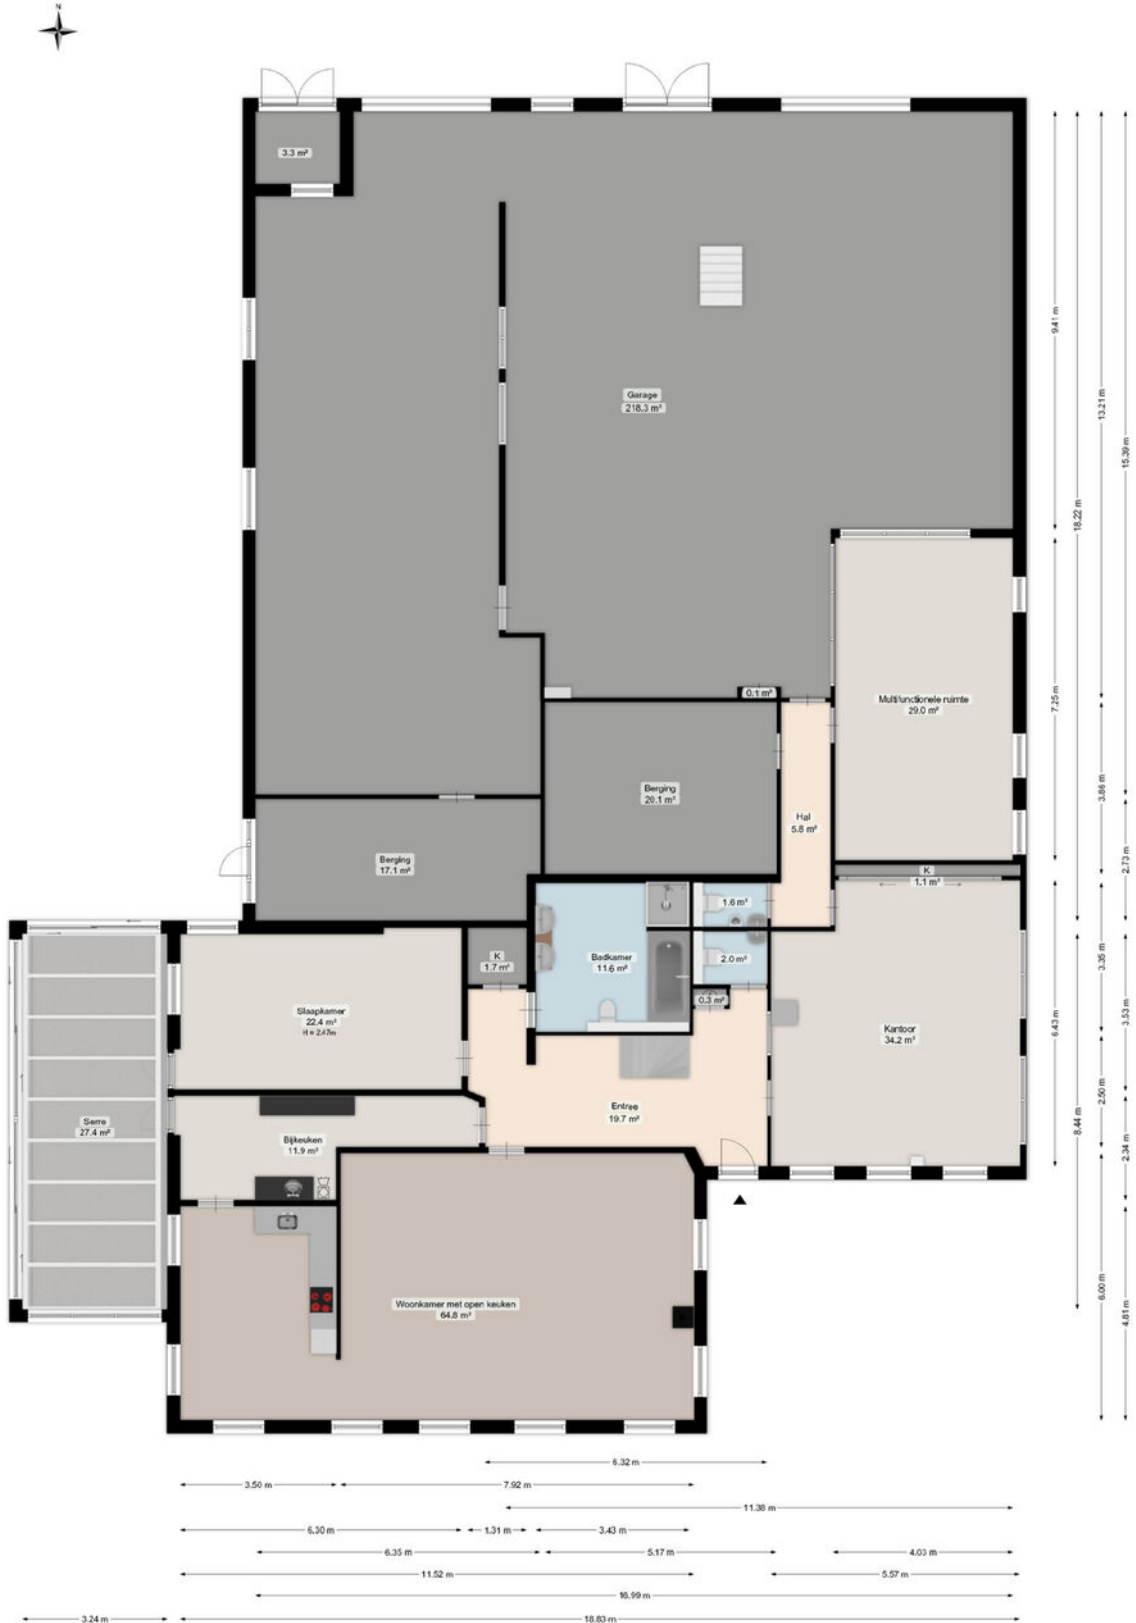 N
3.3 m²
Garage
218.3 m²
Multifunctionele ruimte
29.0 m²
0.1 m²
Berging
20.1 m²
Hal
5.8 m²
Berging
17.1 m²
K
1.1 m²
1.6 m²
K
1.7 m²
Badkamer
11.6 m²
2.0 m²
0.3 m²
Slaapkamer
22.4 m²
H = 2.47m
Kantoor
34.2 m²
Entree
19.7 m²
Serre
27.4 m²
Bijkeuken
11.9 m²
Woonkamer met open keuken
64.8 m²
9.41 m
7.25 m
6.43 m
18.22 m
8.44 m
13.21 m
3.86 m
3.35 m
2.50 m
6.00 m
15.39 m
2.73 m
3.53 m
2.34 m
4.81 m
6.32 m
3.50 m
7.92 m
11.38 m
6.30 m
1.31 m
3.43 m
6.35 m
5.17 m
4.03 m
11.52 m
5.57 m
16.99 m
3.24 m
18.83 m